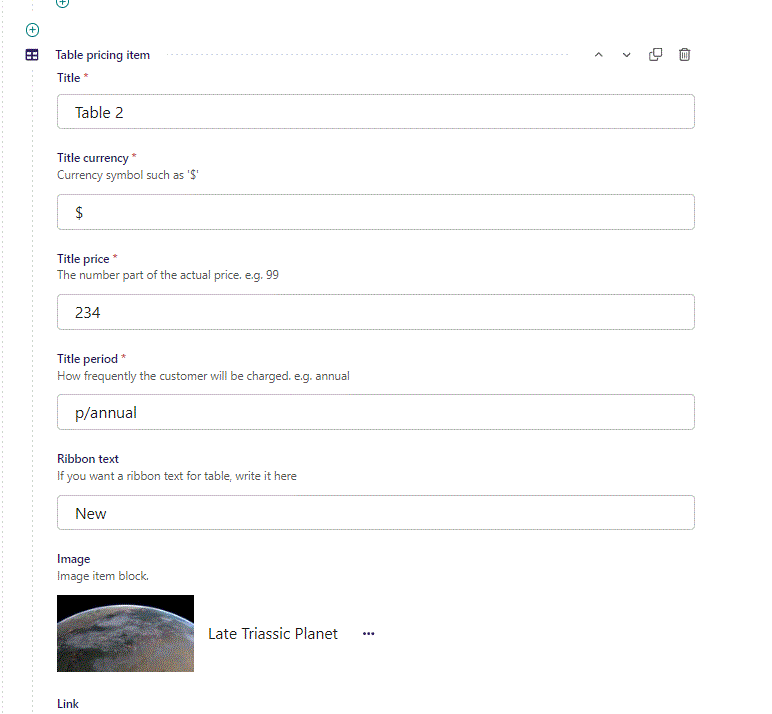 Table pricing item
Title *
Table 2
Title currency *
Currency symbol such as '$'
$
Title price *
The number part of the actual price. e.g. 99
234
Title period *
How frequently the customer will be charged. e.g. annual
p/annual
Ribbon text
If you want a ribbon text for table, write it here
New
Image
Image item block.
Late Triassic Planet
Link